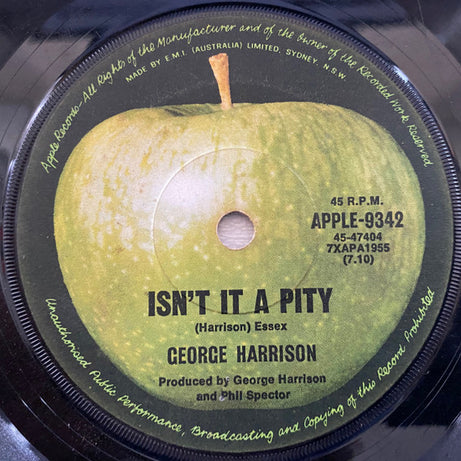 Apple Records-All Rights of the Manufacturer and of the Owner of the Recorded Work Reserved
MADE BY E.M.I. (AUSTRALIA) LIMITED, SYDNEY, N.S.W.
45 R.P.M.
APPLE-9342
45-47404
7XAPA1955
(7.10)
ISN'T IT A PITY
(Harrison) Essex
GEORGE HARRISON
Produced by George Harrison
and Phil Spector
Unauthorised Public Performance, Broadcasting and Copying of this Record Prohibited